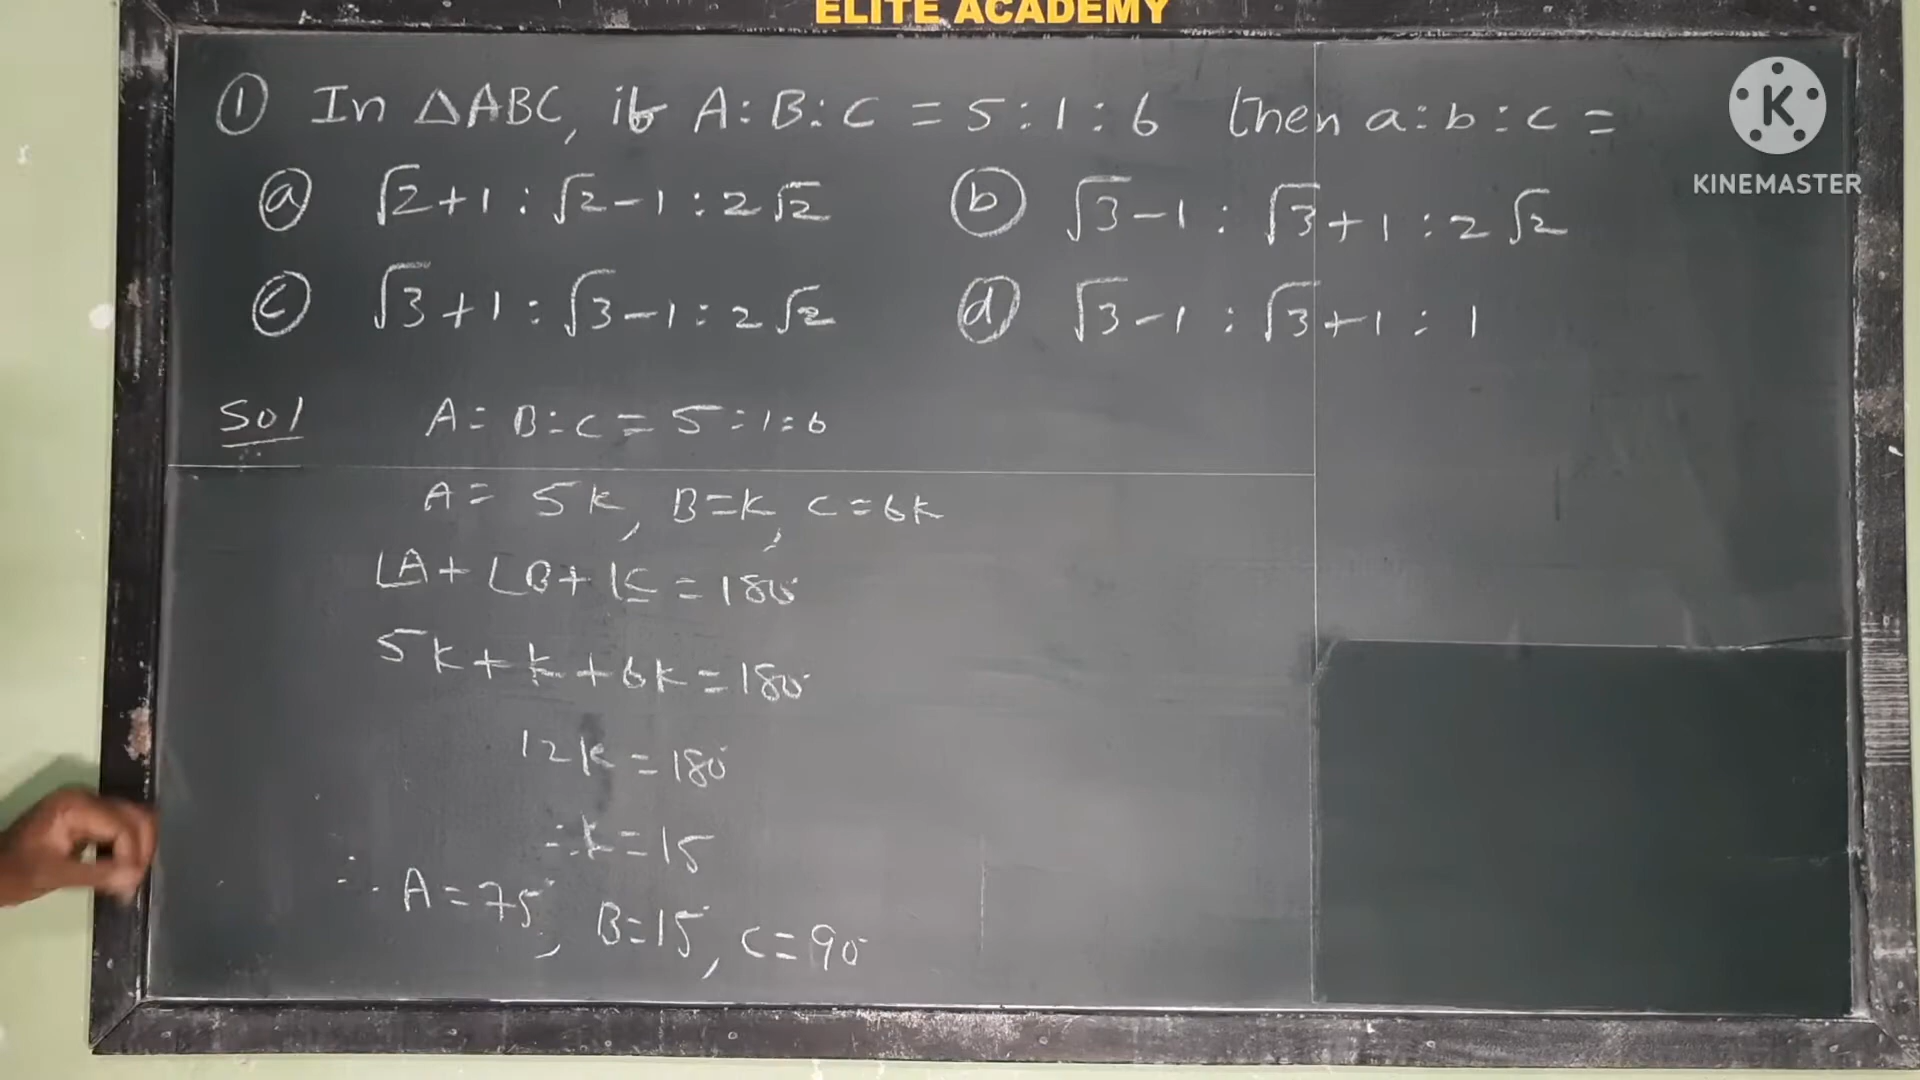 ELITE ACADEMY
① In △ABC, if A:B:C = 5:1:6 then a:b:c =
ⓐ √2+1 : √2-1 : 2√2 ⓑ √3-1 : √3+1 : 2√2
ⓒ √3+1 : √3-1 : 2√2 ⓓ √3-1 : √3+1 : 1
Sol A:B:C = 5:1:6
A = 5k, B=k, C=6k
∠A+∠B+∠C = 180°
5k+k+6k=180°
12k = 180°
∴k=15
∴ A=75°, B=15°, C=90°
K
KINEMASTER